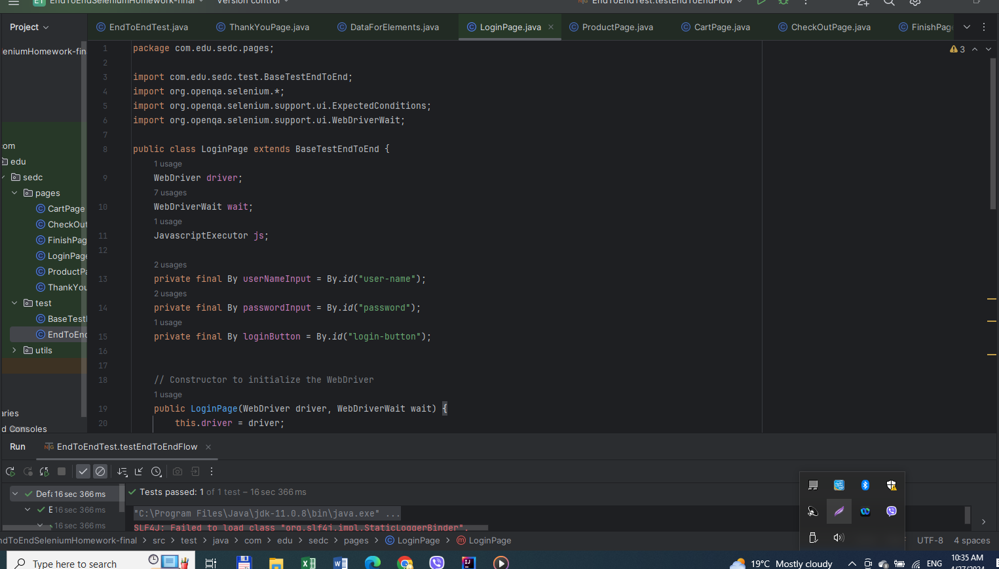 ET EndToEndSeleniumHomework-final Version control EndToEndTest.testEndToEndFlow
Project
EndToEndTest.java ThankYouPage.java DataForElements.java LoginPage.java ProductPage.java CartPage.java CheckOutPage.java FinishPag
eniumHomework-fin
com
edu
sedc
pages
CartPage
CheckOut
FinishPag
LoginPage
ProductPa
ThankYou
test
BaseTest
EndToEnd
utils
aries
d Consoles
3
1 package com.edu.sedc.pages;
2
3 import com.edu.sedc.test.BaseTestEndToEnd;
4 import org.openqa.selenium.*;
5 import org.openqa.selenium.support.ui.ExpectedConditions;
6 import org.openqa.selenium.support.ui.WebDriverWait;
7
8 public class LoginPage extends BaseTestEndToEnd {
1 usage
9 WebDriver driver;
7 usages
10 WebDriverWait wait;
1 usage
11 JavascriptExecutor js;
12
2 usages
13 private final By userNameInput = By.id("user-name");
2 usages
14 private final By passwordInput = By.id("password");
1 usage
15 private final By loginButton = By.id("login-button");
16
17
18 // Constructor to initialize the WebDriver
1 usage
19 public LoginPage(WebDriver driver, WebDriverWait wait) {
20 this.driver = driver;
Run EndToEndTest.testEndToEndFlow
Defa 16 sec 366 ms
E 16 sec 366 ms
16 sec 366 ms
Tests passed: 1 of 1 test – 16 sec 366 ms
"C:\Program Files\Java\jdk-11.0.8\bin\java.exe" ...
SLF4J: Failed to load class "org.slf4j.impl.StaticLoggerBinder".
ndToEndSeleniumHomework-final > src > test > java > com > edu > sedc > pages > LoginPage > LoginPage
UTF-8 4 spaces
Type here to search
19°C Mostly cloudy
ENG
10:35 AM
4/27/2024